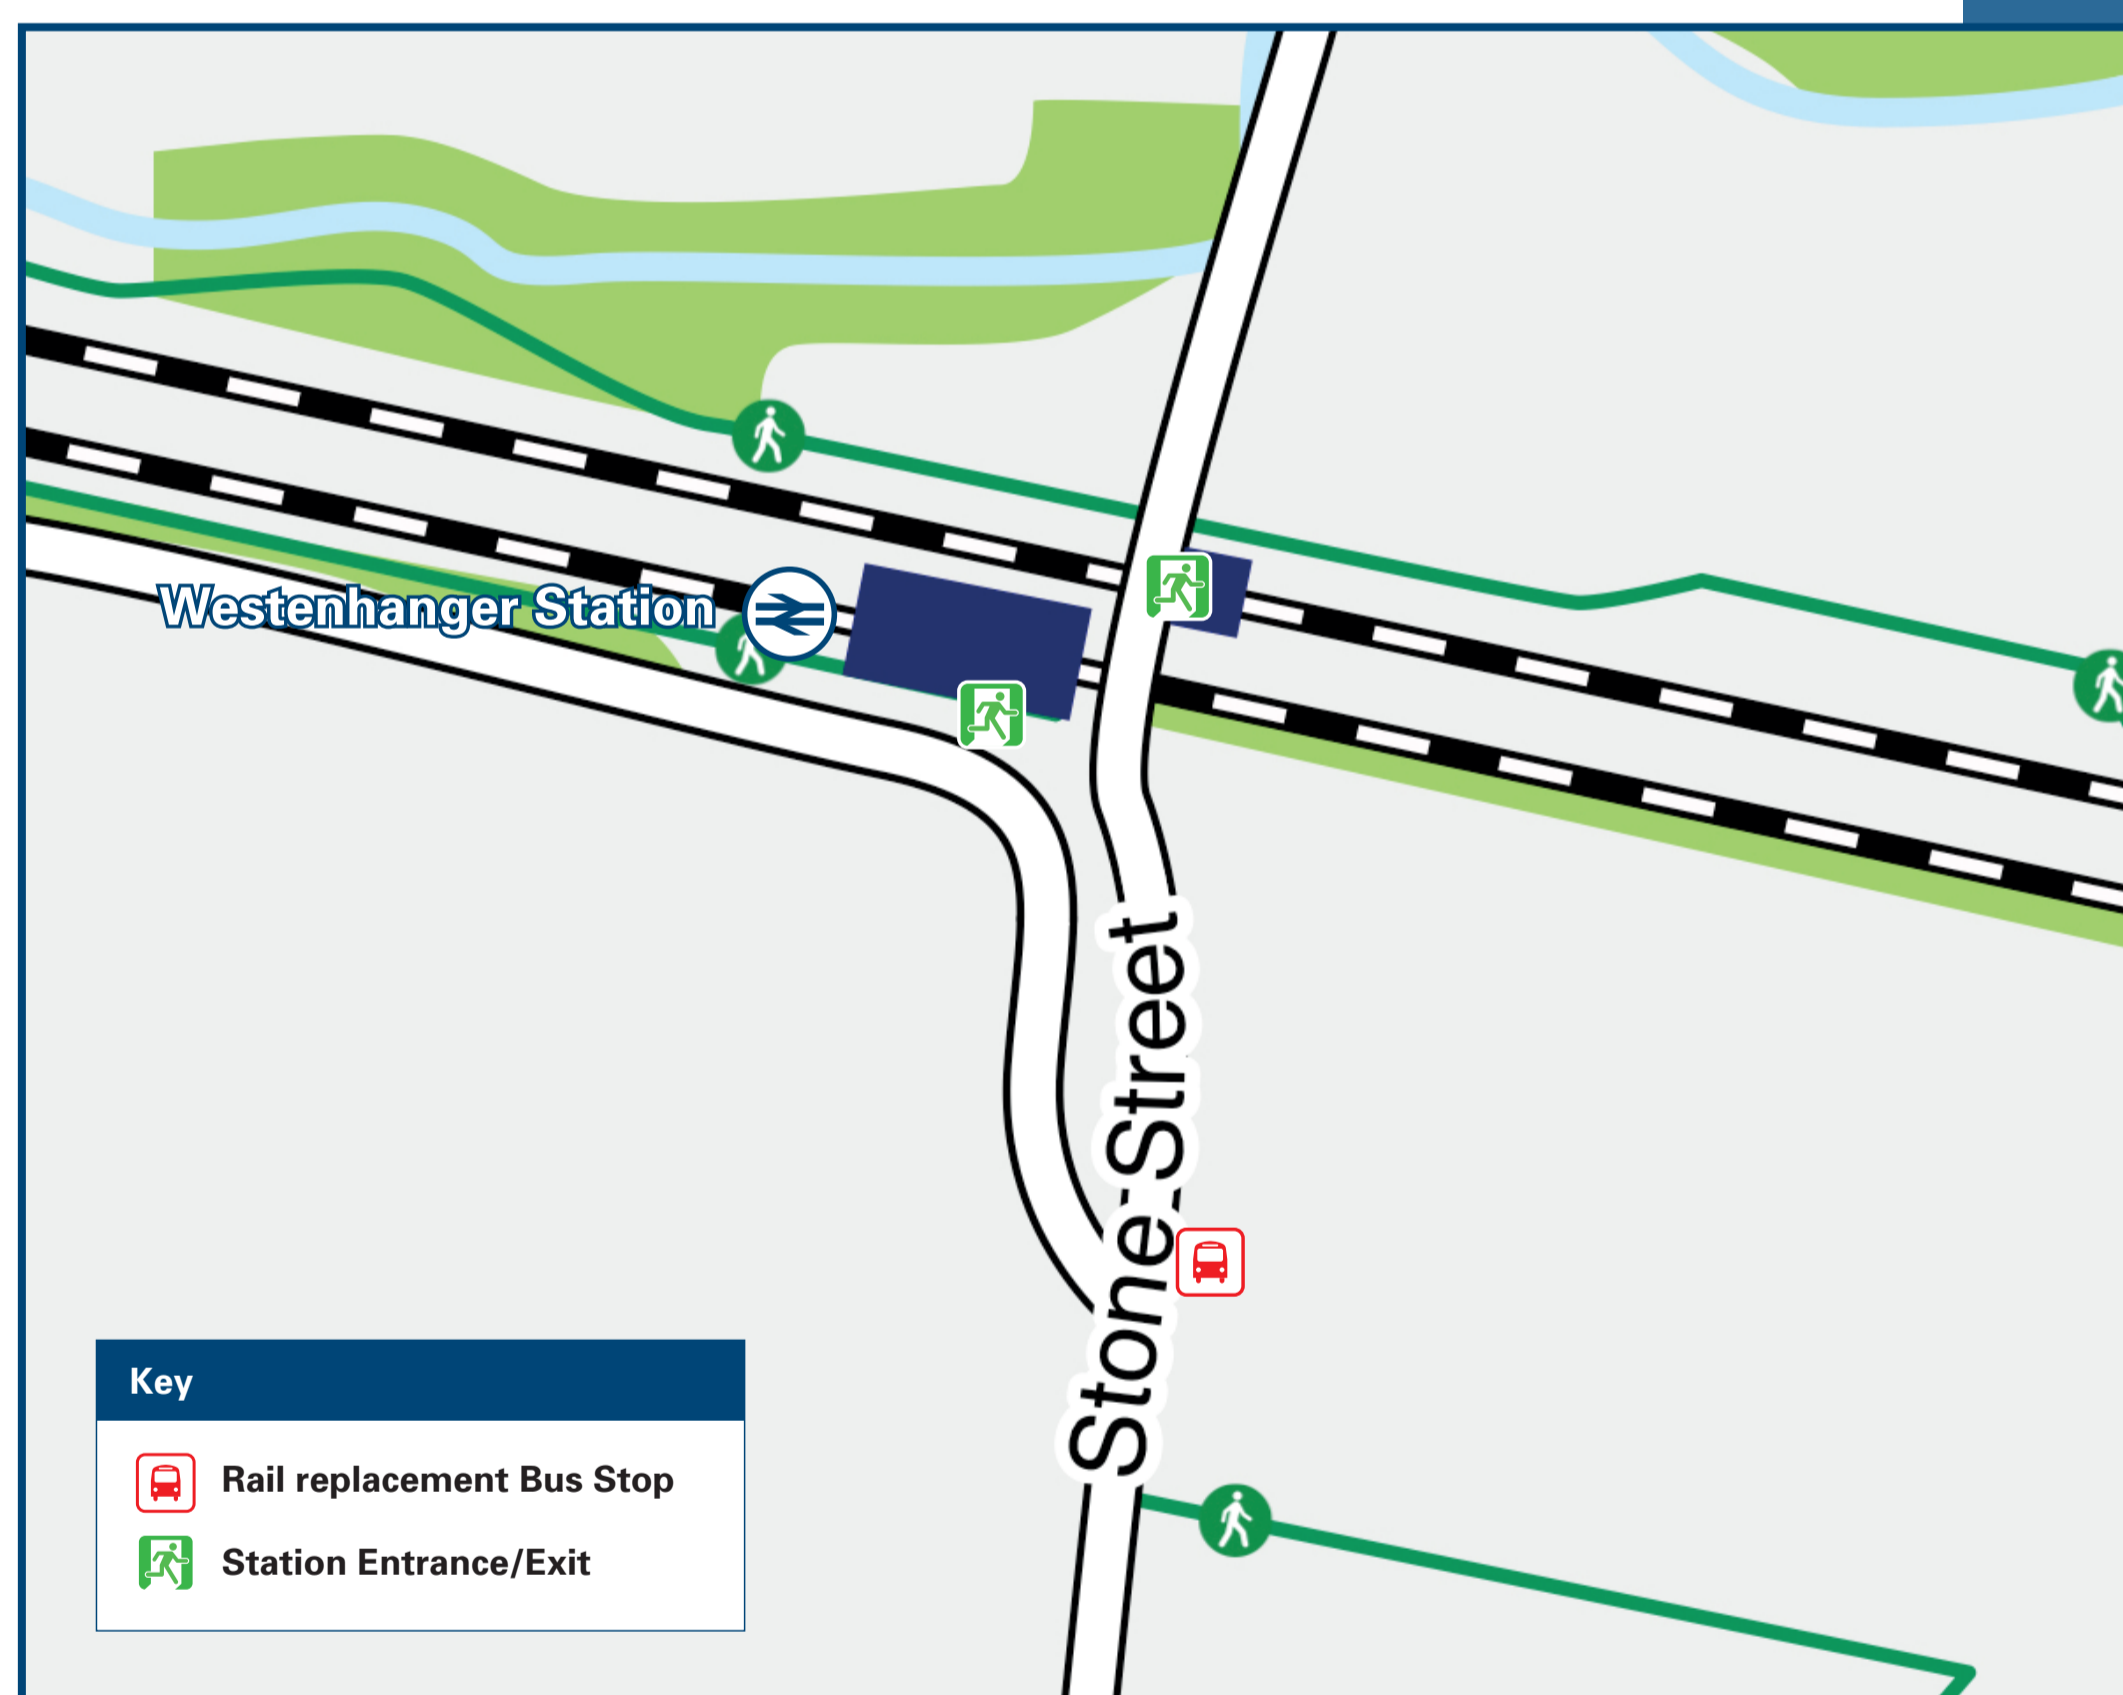 Westenhanger Station
Stone Street
Key
Rail replacement Bus Stop
Station Entrance/Exit